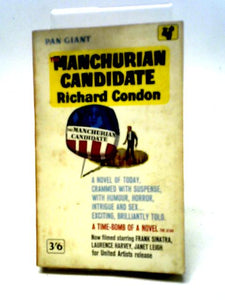 PAN GIANT
THE
MANCHURIAN
CANDIDATE
Richard Condon
THE MANCHURIAN
CANDIDATE
A NOVEL OF TODAY,
CRAMMED WITH SUSPENSE,
WITH HUMOUR, HORROR,
INTRIGUE AND SEX...
EXCITING, BRILLIANTLY TOLD.
A TIME-BOMB OF A NOVEL THE STAR
Now filmed starring FRANK SINATRA,
LAURENCE HARVEY, JANET LEIGH
for United Artists release
3'6